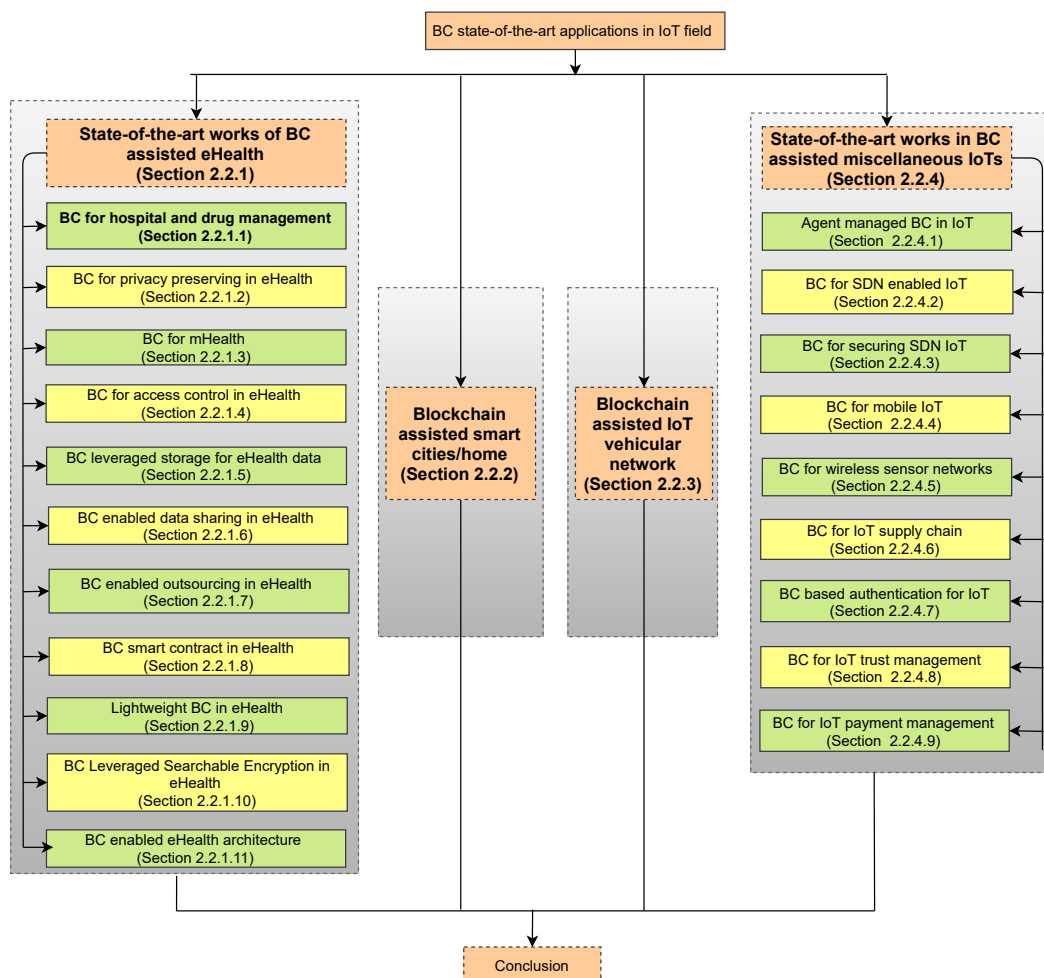 BC state-of-the-art applications in IoT field
State-of-the-art works of BC
assisted eHealth
(Section 2.2.1)
BC for hospital and drug management
(Section 2.2.1.1)
BC for privacy preserving in eHealth
(Section 2.2.1.2)
BC for mHealth
(Section 2.2.1.3)
BC for access control in eHealth
(Section 2.2.1.4)
BC leveraged storage for eHealth data
(Section 2.2.1.5)
BC enabled data sharing in eHealth
(Section 2.2.1.6)
BC enabled outsourcing in eHealth
(Section 2.2.1.7)
BC smart contract in eHealth
(Section 2.2.1.8)
Lightweight BC in eHealth
(Section 2.2.1.9)
BC Leveraged Searchable Encryption in
eHealth
(Section 2.2.1.10)
BC enabled eHealth architecture
(Section 2.2.1.11)
Blockchain
assisted smart
cities/home
(Section 2.2.2)
Blockchain
assisted IoT
vehicular
network
(Section 2.2.3)
State-of-the-art works in BC
assisted miscellaneous IoTs
(Section 2.2.4)
Agent managed BC in IoT
(Section 2.2.4.1)
BC for SDN enabled IoT
(Section 2.2.4.2)
BC for securing SDN IoT
(Section 2.2.4.3)
BC for mobile IoT
(Section 2.2.4.4)
BC for wireless sensor networks
(Section 2.2.4.5)
BC for IoT supply chain
(Section 2.2.4.6)
BC based authentication for IoT
(Section 2.2.4.7)
BC for IoT trust management
(Section 2.2.4.8)
BC for IoT payment management
(Section 2.2.4.9)
Conclusion